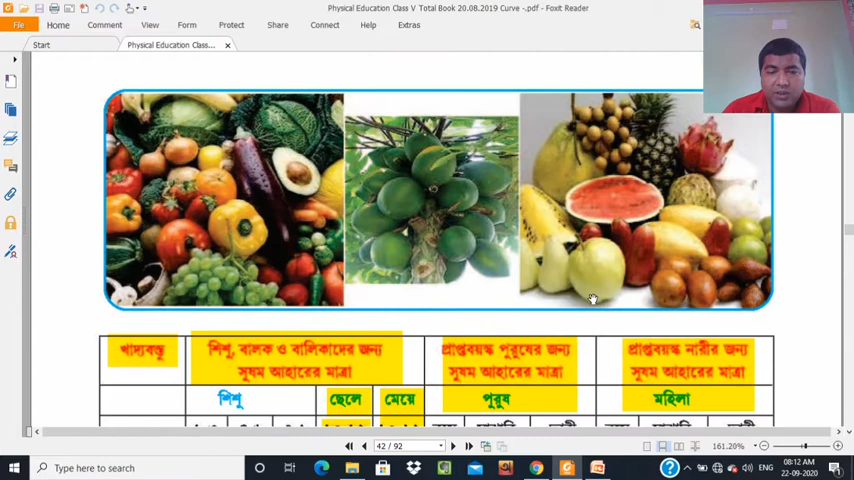 Physical Education Class V Total Book 20.08.2019 Curve -.pdf - Foxit Reader
File Home Comment View Form Protect Share Connect Help Extras
Start
Physical Education Class...
খাদ্যবস্তু
শিশু, বালক ও বালিকাদের জন্য
সুষম আহারের মাত্রা
প্রাপ্তবয়স্ক পুরুষের জন্য
সুষম আহারের মাত্রা
প্রাপ্তবয়স্ক নারীর জন্য
সুষম আহারের মাত্রা
শিশু ছেলে মেয়ে পুরুষ মহিলা
42 / 92
161.20%
Type here to search
ENG
08:12 AM
22-09-2020